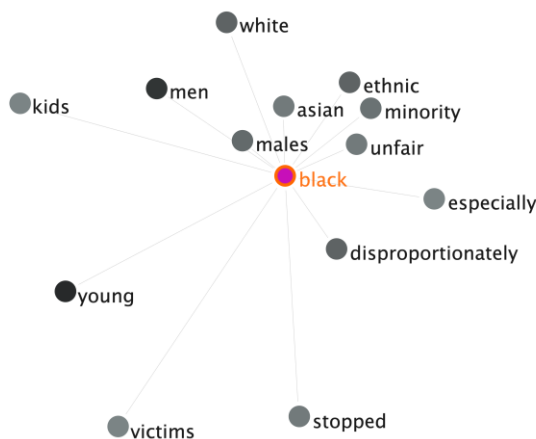 white
men
ethnic
kids
asian
minority
males
unfair
black
especially
disproportionately
young
stopped
victims